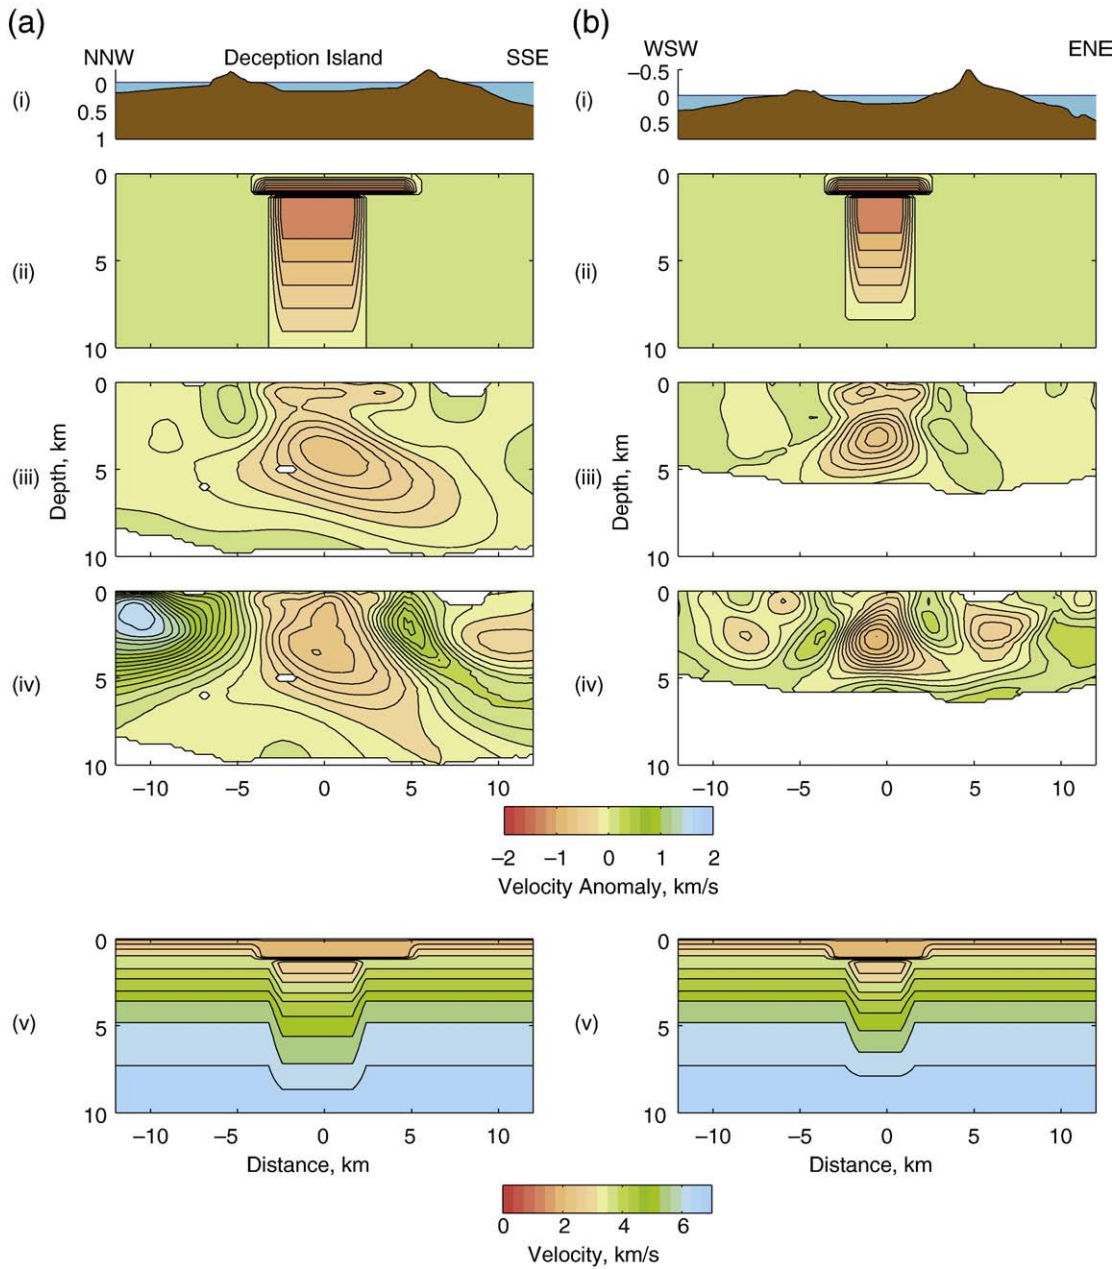 (a)
(b)
NNW Deception Island SSE
WSW ENE
(i)
0
0.5
1
(i)
−0.5
0
0.5
(ii)
0
5
10
(ii)
0
5
10
Depth, km
(iii)
0
5
10
Depth, km
(iii)
0
5
10
(iv)
0
5
10
−10 −5 0 5 10
(iv)
0
5
10
−10 −5 0 5 10
−2 −1 0 1 2
Velocity Anomaly, km/s
(v)
0
5
10
−10 −5 0 5 10
Distance, km
(v)
0
5
10
−10 −5 0 5 10
Distance, km
0 2 4 6
Velocity, km/s